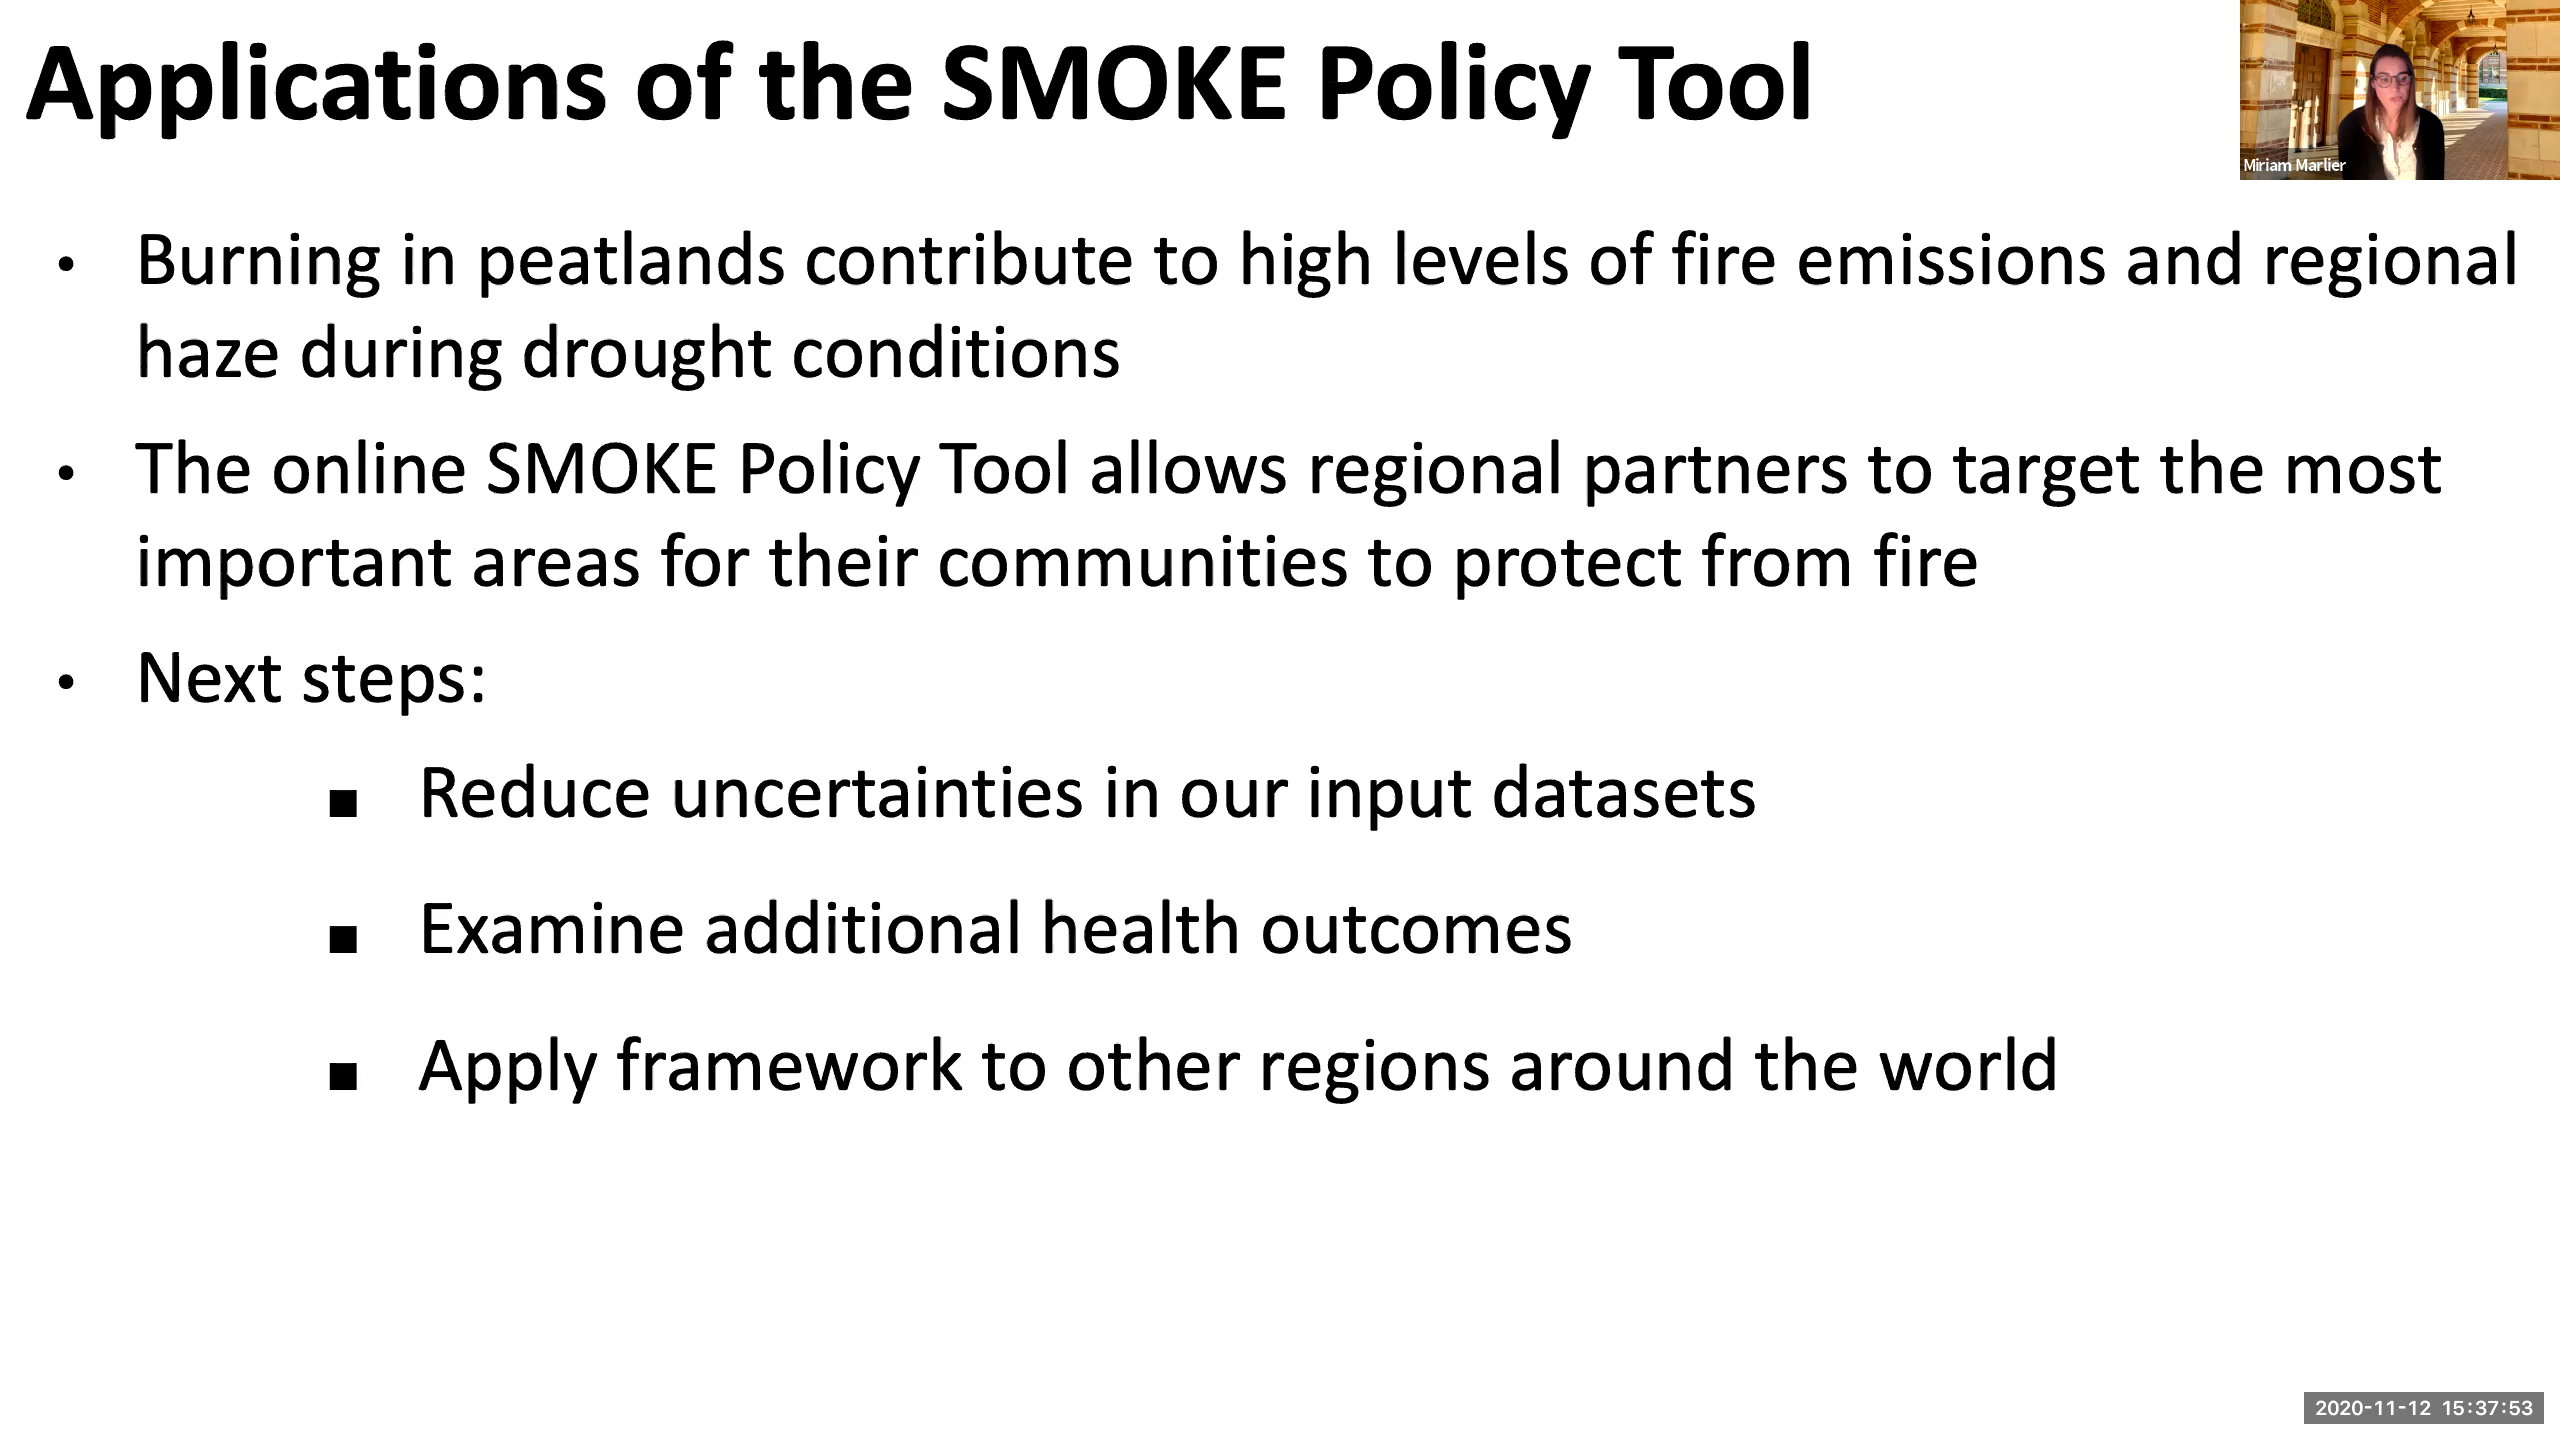 Applications of the SMOKE Policy Tool
Miriam Marlier
• Burning in peatlands contribute to high levels of fire emissions and regional
haze during drought conditions
• The online SMOKE Policy Tool allows regional partners to target the most
important areas for their communities to protect from fire
• Next steps:
■ Reduce uncertainties in our input datasets
■ Examine additional health outcomes
■ Apply framework to other regions around the world
2020-11-12 15:37:53